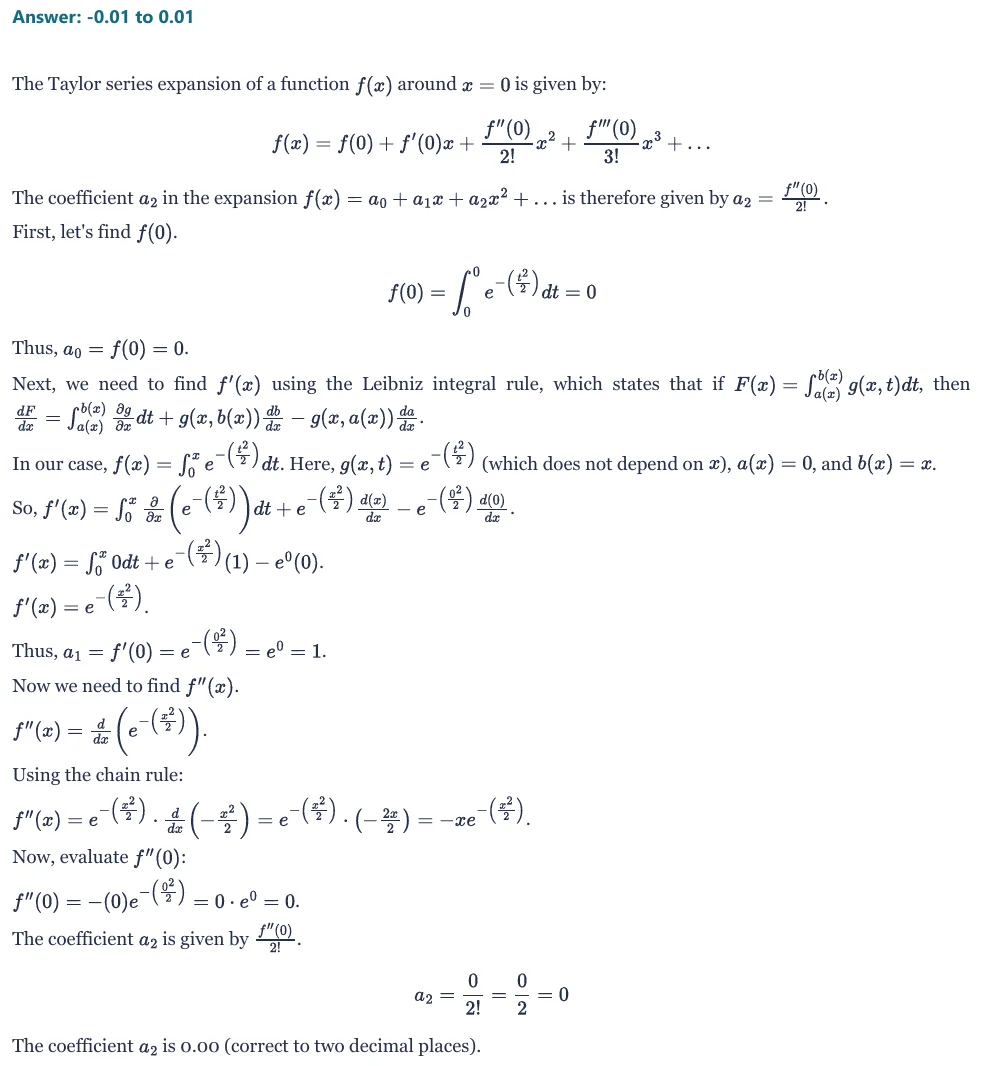 Answer: -0.01 to 0.01
The Taylor series expansion of a function f(x) around x = 0 is given by:
f(x) = f(0) + f′(0)x + f″(0)/2! x² + f‴(0)/3! x³ + …
The coefficient a₂ in the expansion f(x) = a₀ + a₁x + a₂x² + … is therefore given by a₂ = f″(0)/2!.
First, let's find f(0).
f(0) = ∫₀⁰ e^{-(t²/2)} dt = 0
Thus, a₀ = f(0) = 0.
Next, we need to find f′(x) using the Leibniz integral rule, which states that if F(x) = ∫_{a(x)}^{b(x)} g(x, t)dt, then
dF/dx = ∫_{a(x)}^{b(x)} ∂g/∂x dt + g(x, b(x)) db/dx − g(x, a(x)) da/dx.
In our case, f(x) = ∫₀ˣ e^{-(t²/2)} dt. Here, g(x, t) = e^{-(t²/2)} (which does not depend on x), a(x) = 0, and b(x) = x.
So, f′(x) = ∫₀ˣ ∂/∂x (e^{-(t²/2)}) dt + e^{-(x²/2)} d(x)/dx − e^{-(0²/2)} d(0)/dx.
f′(x) = ∫₀ˣ 0dt + e^{-(x²/2)} (1) − e⁰(0).
f′(x) = e^{-(x²/2)}.
Thus, a₁ = f′(0) = e^{-(0²/2)} = e⁰ = 1.
Now we need to find f″(x).
f″(x) = d/dx (e^{-(x²/2)}).
Using the chain rule:
f″(x) = e^{-(x²/2)} · d/dx (−x²/2) = e^{-(x²/2)} · (−2x/2) = −xe^{-(x²/2)}.
Now, evaluate f″(0):
f″(0) = −(0)e^{-(0²/2)} = 0 · e⁰ = 0.
The coefficient a₂ is given by f″(0)/2!.
a₂ = 0/2! = 0/2 = 0
The coefficient a₂ is 0.00 (correct to two decimal places).